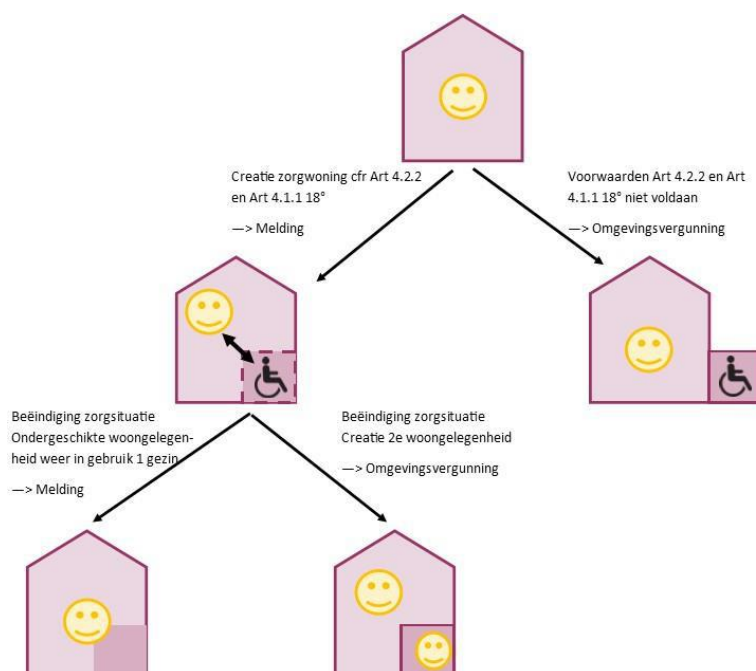 Creatie zorgwoning cfr Art 4.2.2
en Art 4.1.1 18°
—> Melding
Voorwaarden Art 4.2.2 en Art
4.1.1 18° niet voldaan
—> Omgevingsvergunning
Beëindiging zorgsituatie
Ondergeschikte woongelegen-
heid weer in gebruik 1 gezin
—> Melding
Beëindiging zorgsituatie
Creatie 2e woongelegenheid
—> Omgevingsvergunning